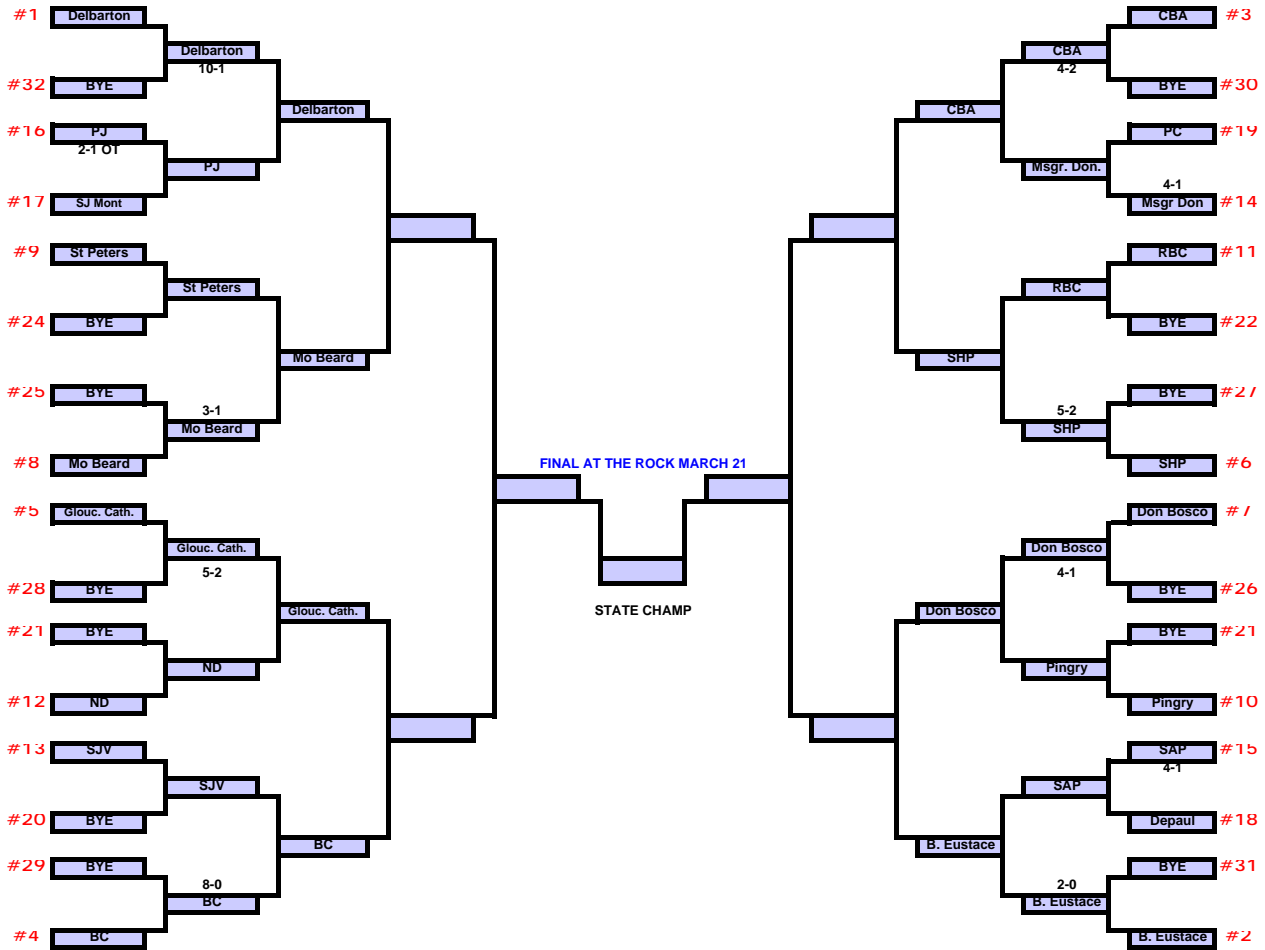 #1 Delbarton
Delbarton
10-1
#32 BYE
Delbarton
#16 PJ
2-1 OT
PJ
#17 SJ Mont
#9 St Peters
St Peters
#24 BYE
Mo Beard
#25 BYE
3-1
Mo Beard
#8 Mo Beard
#5 Glouc. Cath.
Glouc. Cath.
5-2
#28 BYE
Glouc. Cath.
#21 BYE
ND
#12 ND
#13 SJV
SJV
#20 BYE
BC
#29 BYE
8-0
BC
#4 BC
FINAL AT THE ROCK MARCH 21
STATE CHAMP
CBA #3
CBA
4-2
BYE #30
CBA
PC #19
Msgr. Don.
4-1
Msgr Don #14
RBC #11
RBC
BYE #22
SHP
BYE #27
5-2
SHP
SHP #6
Don Bosco #7
Don Bosco
4-1
BYE #26
Don Bosco
BYE #21
Pingry
Pingry #10
SAP #15
4-1
SAP
Depaul #18
B. Eustace
BYE #31
2-0
B. Eustace
B. Eustace #2